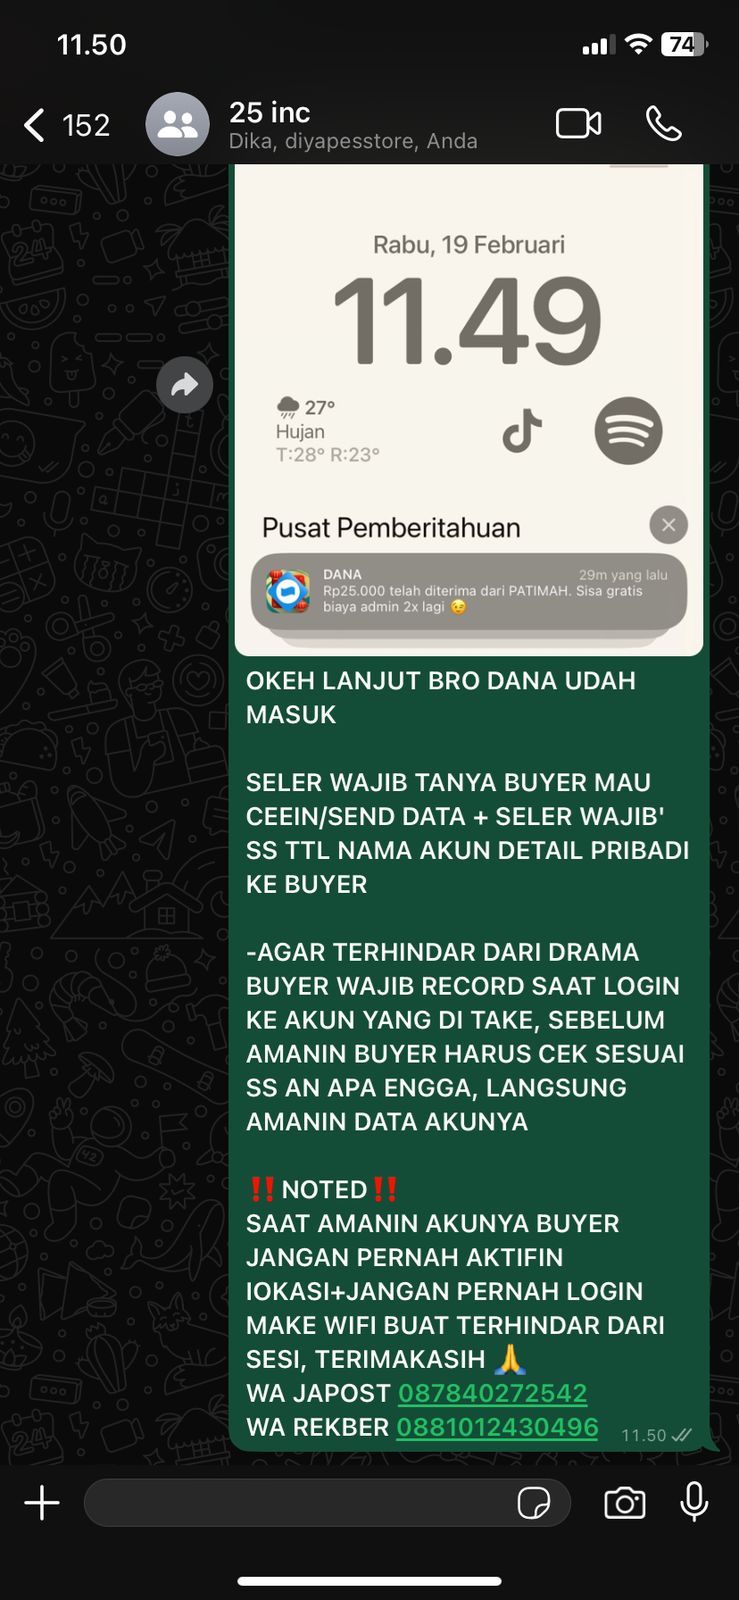 11.50
74
152
25 inc
Dika, diyapesstore, Anda
Rabu, 19 Februari
11.49
27°
Hujan
T:28° R:23°
Pusat Pemberitahuan
DANA
29m yang lalu
Rp25.000 telah diterima dari PATIMAH. Sisa gratis
biaya admin 2x lagi 😉
OKEH LANJUT BRO DANA UDAH
MASUK
SELER WAJIB TANYA BUYER MAU
CEEIN/SEND DATA + SELER WAJIB'
SS TTL NAMA AKUN DETAIL PRIBADI
KE BUYER
-AGAR TERHINDAR DARI DRAMA
BUYER WAJIB RECORD SAAT LOGIN
KE AKUN YANG DI TAKE, SEBELUM
AMANIN BUYER HARUS CEK SESUAI
SS AN APA ENGGA, LANGSUNG
AMANIN DATA AKUNYA
‼️NOTED‼️
SAAT AMANIN AKUNYA BUYER
JANGAN PERNAH AKTIFIN
lOKASI+JANGAN PERNAH LOGIN
MAKE WIFI BUAT TERHINDAR DARI
SESI, TERIMAKASIH 🙏
WA JAPOST 087840272542
WA REKBER 0881012430496
11.50